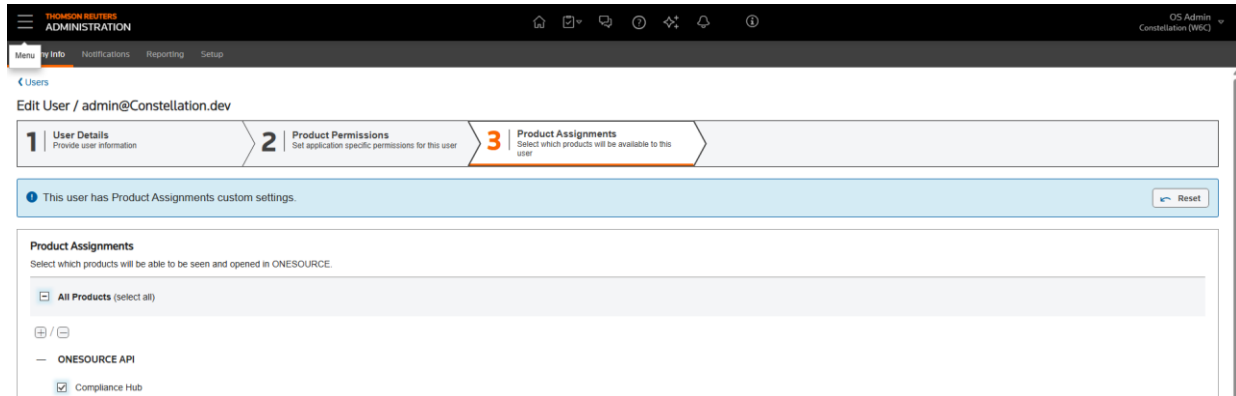 THOMSON REUTERS
ADMINISTRATION
OS Admin
Constellation (W6C)
Menu
ny Info Notifications Reporting Setup
Users
Edit User / admin@Constellation.dev
1 User Details
Provide user information
2 Product Permissions
Set application specific permissions for this user
3 Product Assignments
Select which products will be available to this
user
This user has Product Assignments custom settings.
Reset
Product Assignments
Select which products will be able to be seen and opened in ONESOURCE.
All Products (select all)
/
ONESOURCE API
Compliance Hub